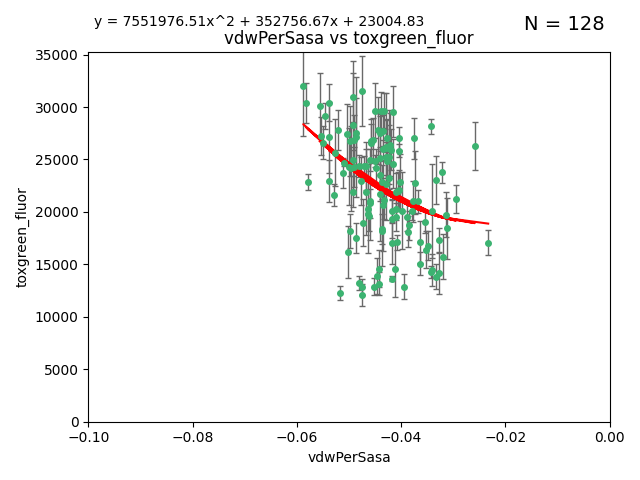 y = 7551976.51x^2 + 352756.67x + 23004.83
N = 128
vdwPerSasa vs toxgreen_fluor
35000
30000
25000
20000
15000
10000
5000
0
toxgreen_fluor
−0.10
−0.08
−0.06
−0.04
−0.02
0.00
vdwPerSasa